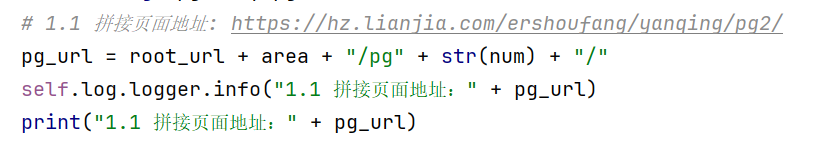 # 1.1 拼接页面地址: https://hz.lianjia.com/ershoufang/yanqing/pg2/
pg_url = root_url + area + "/pg" + str(num) + "/"
self.log.logger.info("1.1 拼接页面地址：" + pg_url)
print("1.1 拼接页面地址：" + pg_url)